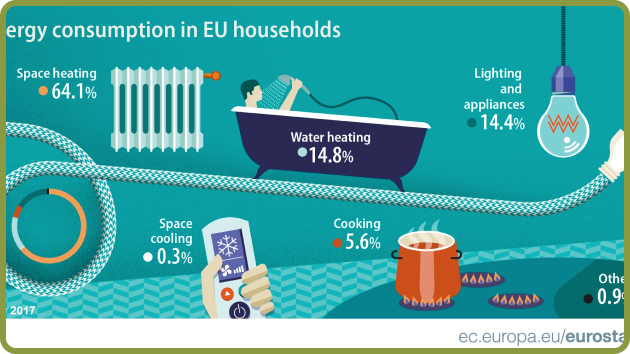 ergy consumption in EU households
Space heating
64.1%
Water heating
14.8%
Lighting
and
appliances
14.4%
Space
cooling
0.3%
Cooking
5.6%
Othe
0.9
2017
ec.europa.eu/eurosta